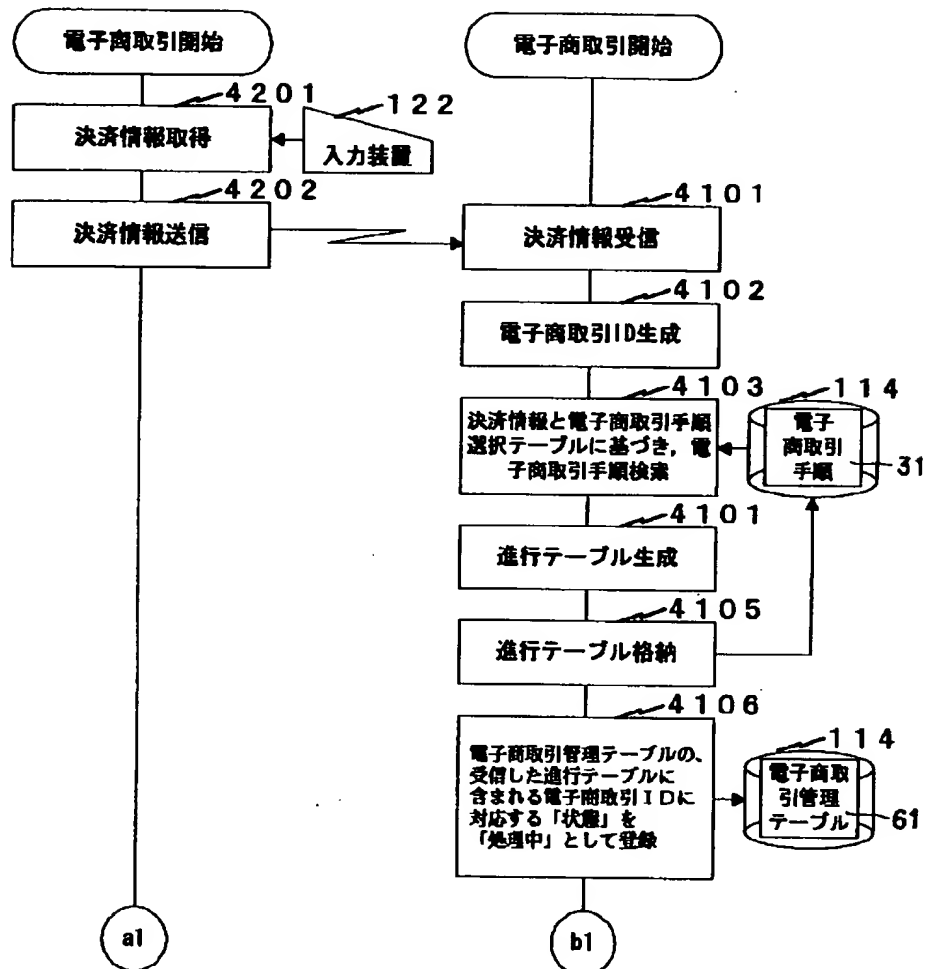 電子商取引開始
4201
122
決済情報取得
入力装置
4202
決済情報送信
a1
電子商取引開始
4101
決済情報受信
4102
電子商取引ID生成
4103
決済情報と電子商取引手順
選択テーブルに基づき，電
子商取引手順検索
114
電子
商取引
手順
31
4101
進行テーブル生成
4105
進行テーブル格納
4106
電子商取引管理テーブルの、
受信した進行テーブルに
含まれる電子商取引ＩＤに
対応する「状態」を
「処理中」として登録
114
電子商取
引管理
テーブル
61
b1